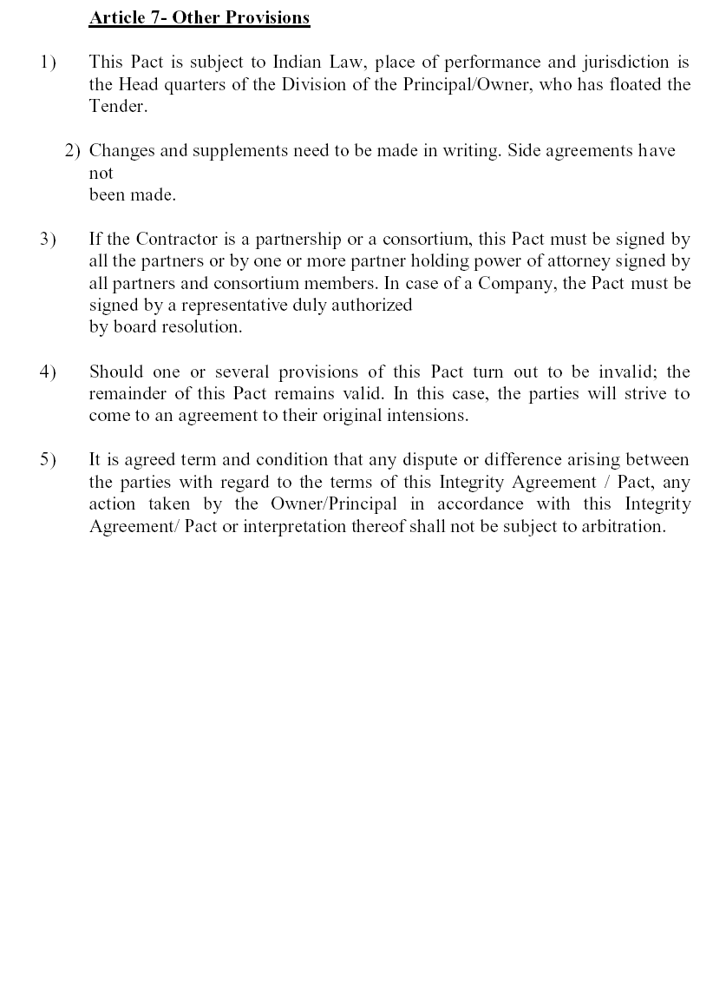 Article 7- Other Provisions
1) This Pact is subject to Indian Law, place of performance and jurisdiction is
the Head quarters of the Division of the Principal/Owner, who has floated the
Tender.
2) Changes and supplements need to be made in writing. Side agreements have
not
been made.
3) If the Contractor is a partnership or a consortium, this Pact must be signed by
all the partners or by one or more partner holding power of attorney signed by
all partners and consortium members. In case of a Company, the Pact must be
signed by a representative duly authorized
by board resolution.
4) Should one or several provisions of this Pact turn out to be invalid; the
remainder of this Pact remains valid. In this case, the parties will strive to
come to an agreement to their original intensions.
5) It is agreed term and condition that any dispute or difference arising between
the parties with regard to the terms of this Integrity Agreement / Pact, any
action taken by the Owner/Principal in accordance with this Integrity
Agreement/ Pact or interpretation thereof shall not be subject to arbitration.